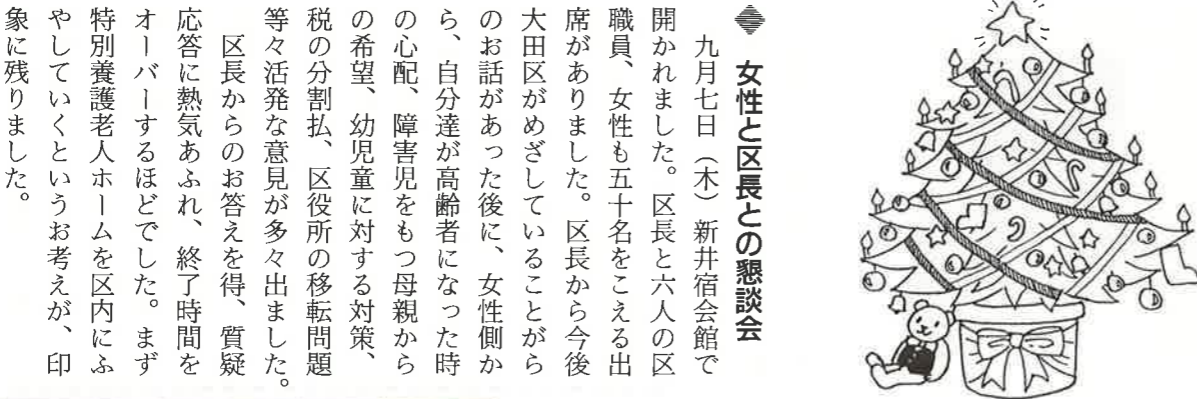 ◆ 女性と区長との懇談会
九月七日（木）新井宿会館で
開かれました。区長と六人の区
職員、女性も五十名をこえる出
席がありました。区長から今後
大田区がめざしていることがら
のお話があった後に、女性側か
ら、自分達が高齢者になった時
の心配、障害児をもつ母親から
の希望、幼児童に対する対策、
税の分割払、区役所の移転問題
等々活発な意見が多々出ました。
区長からのお答えを得、質疑
応答に熱気あふれ、終了時間を
オーバーするほどでした。まず
特別養護老人ホームを区内にふ
やしていくというお考えが、印
象に残りました。